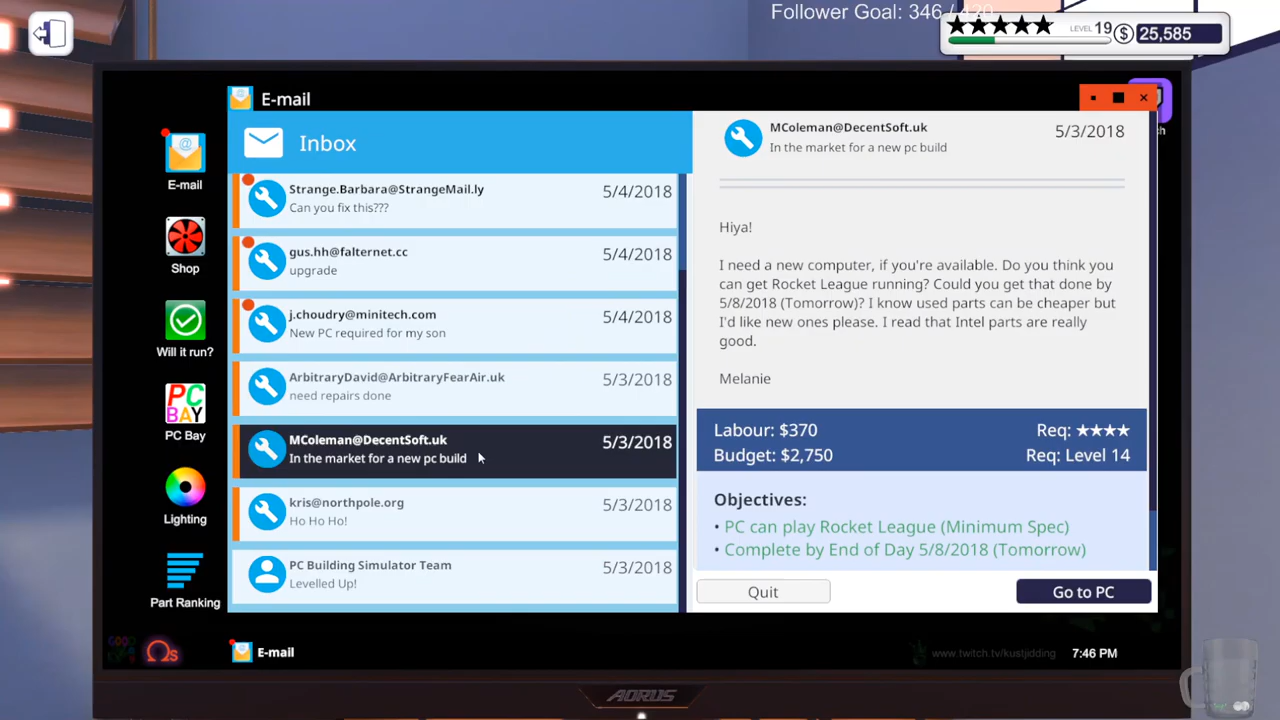 Follower Goal: 346 / 420
LEVEL 19
$ 25,585
E-mail
Inbox
Strange.Barbara@StrangeMail.ly 5/4/2018
Can you fix this???
gus.hh@falternet.cc 5/4/2018
upgrade
j.choudry@minitech.com 5/4/2018
New PC required for my son
ArbitraryDavid@ArbitraryFearAir.uk 5/3/2018
need repairs done
MColeman@DecentSoft.uk 5/3/2018
In the market for a new pc build
kris@northpole.org 5/3/2018
Ho Ho Ho!
PC Building Simulator Team 5/3/2018
Levelled Up!
MColeman@DecentSoft.uk 5/3/2018
In the market for a new pc build
Hiya!
I need a new computer, if you're available. Do you think you
can get Rocket League running? Could you get that done by
5/8/2018 (Tomorrow)? I know used parts can be cheaper but
I'd like new ones please. I read that Intel parts are really
good.
Melanie
Labour: $370 Req: ★★★★
Budget: $2,750 Req: Level 14
Objectives:
• PC can play Rocket League (Minimum Spec)
• Complete by End of Day 5/8/2018 (Tomorrow)
Quit
Go to PC
E-mail
Shop
Will it run?
PC
BAY
PC Bay
Lighting
Part Ranking
Ωs
E-mail
www.twitch.tv/kustjidding
7:46 PM
AORUS